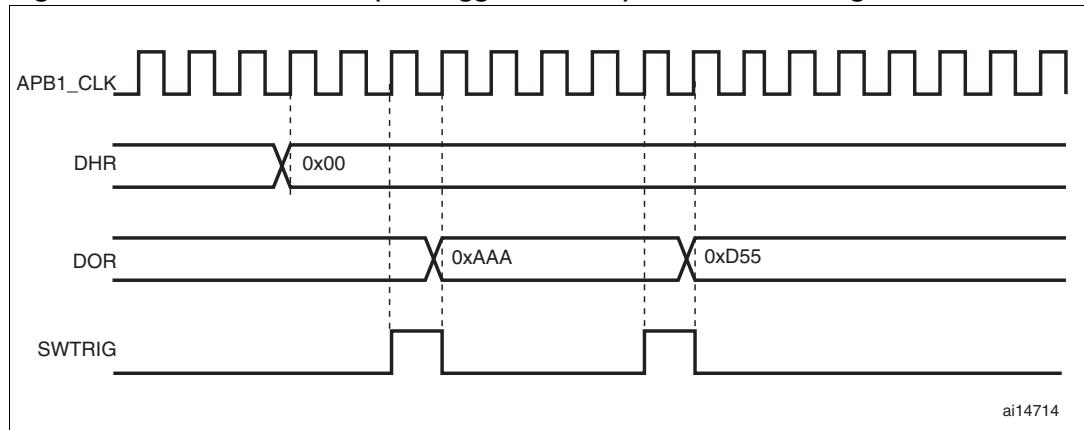 APB1_CLK
DHR
0x00
DOR
0xAAA
0xD55
SWTRIG
ai14714